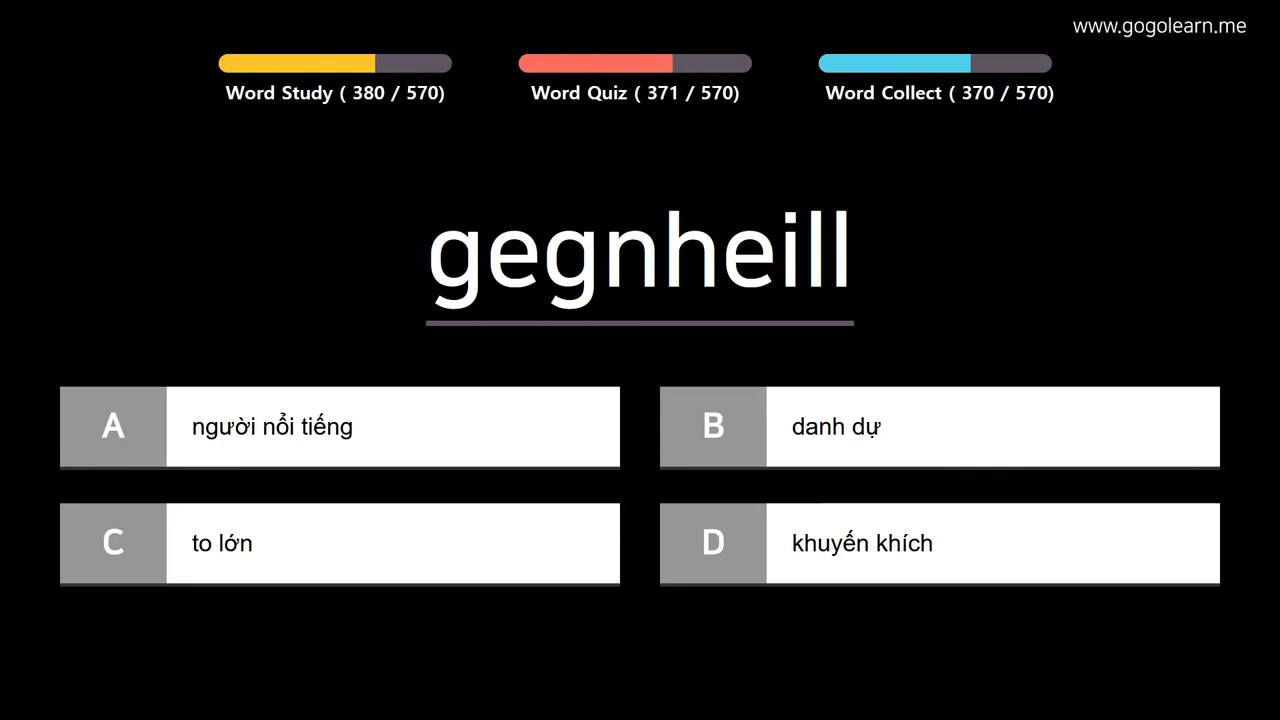 www.gogolearn.me
Word Study ( 380 / 570)
Word Quiz ( 371 / 570)
Word Collect ( 370 / 570)
gegnheill
A người nổi tiếng
B danh dự
C to lớn
D khuyến khích